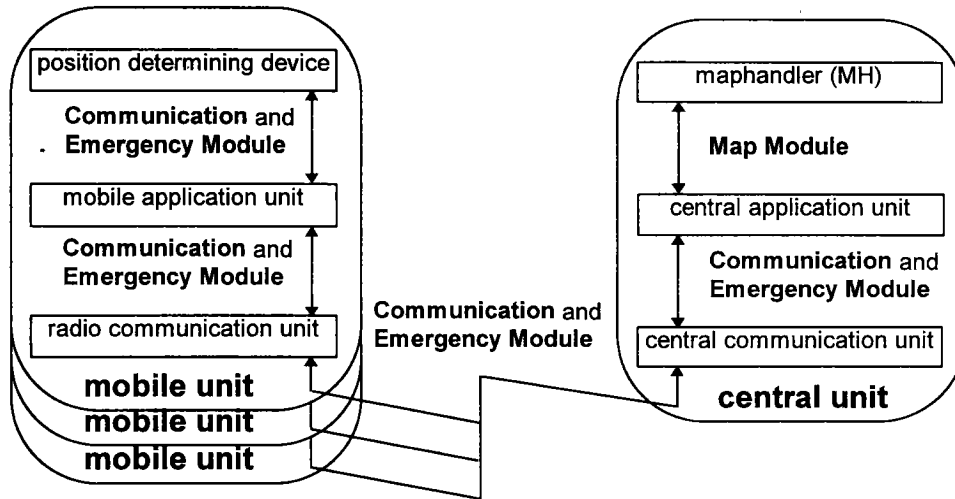 position determining device
Communication and
Emergency Module
mobile application unit
Communication and
Emergency Module
radio communication unit
mobile unit
mobile unit
mobile unit
Communication and
Emergency Module
maphandler (MH)
Map Module
central application unit
Communication and
Emergency Module
central communication unit
central unit